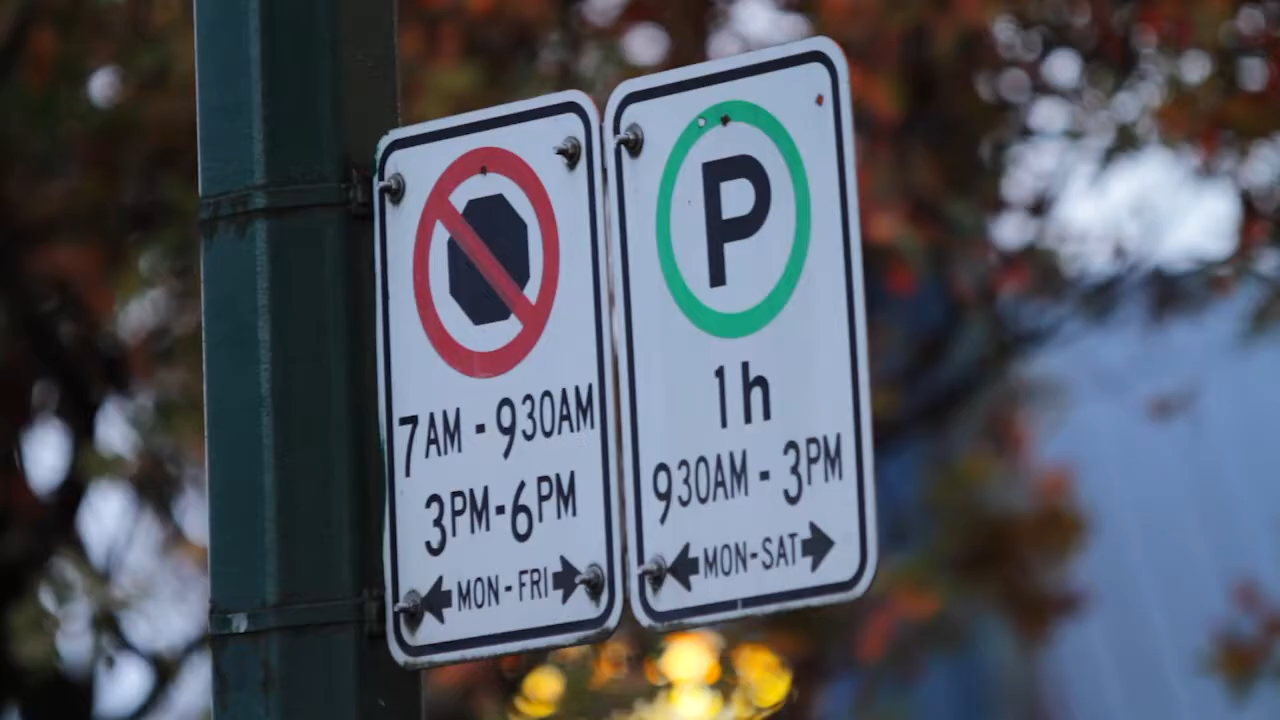 7AM - 930AM
3PM-6PM
MON-FRI
P
1h
930AM - 3PM
MON-SAT